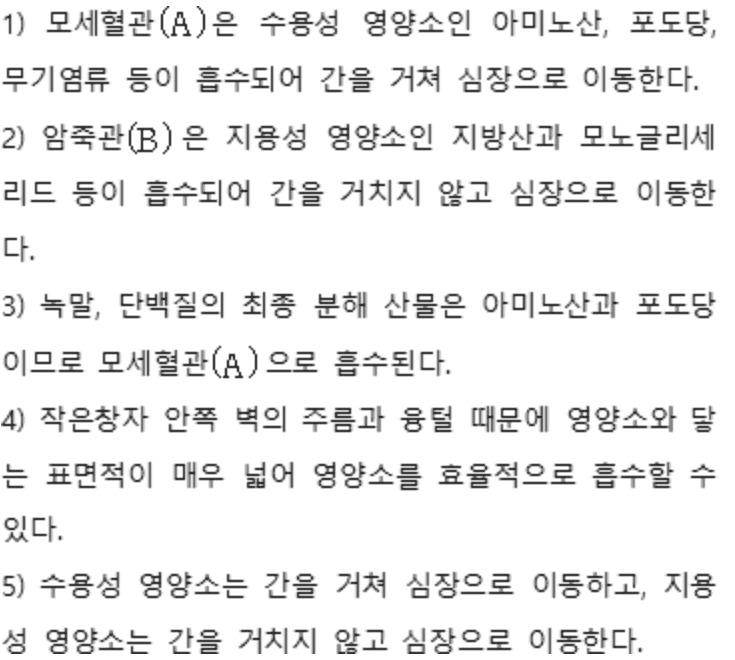 1) 모세혈관(A)은 수용성 영양소인 아미노산, 포도당,
무기염류 등이 흡수되어 간을 거쳐 심장으로 이동한다.
2) 암죽관(B)은 지용성 영양소인 지방산과 모노글리세
리드 등이 흡수되어 간을 거치지 않고 심장으로 이동한
다.
3) 녹말, 단백질의 최종 분해 산물은 아미노산과 포도당
이므로 모세혈관(A)으로 흡수된다.
4) 작은창자 안쪽 벽의 주름과 융털 때문에 영양소와 닿
는 표면적이 매우 넓어 영양소를 효율적으로 흡수할 수
있다.
5) 수용성 영양소는 간을 거쳐 심장으로 이동하고, 지용
성 영양소는 간을 거치지 않고 심장으로 이동한다.